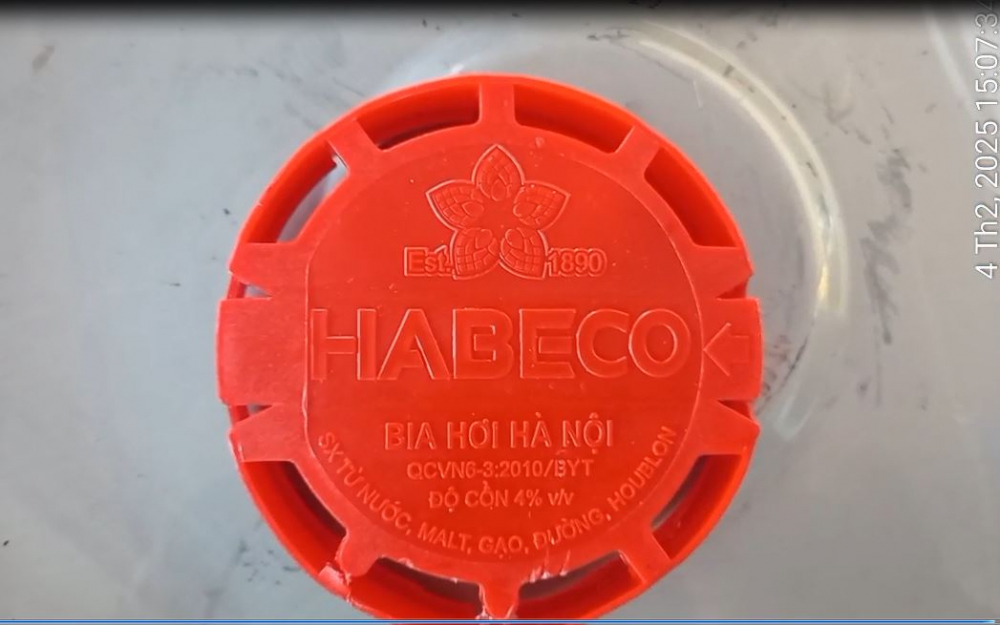 Est. 1890
HABECO
BIA HƠI HÀ NỘI
QCVN6-3:2010/BYT
ĐỘ CỒN 4% v/v
SX TỪ NƯỚC, MALT, GẠO, ĐƯỜNG, HOUBLON
4 Th2, 2025 15:07:34